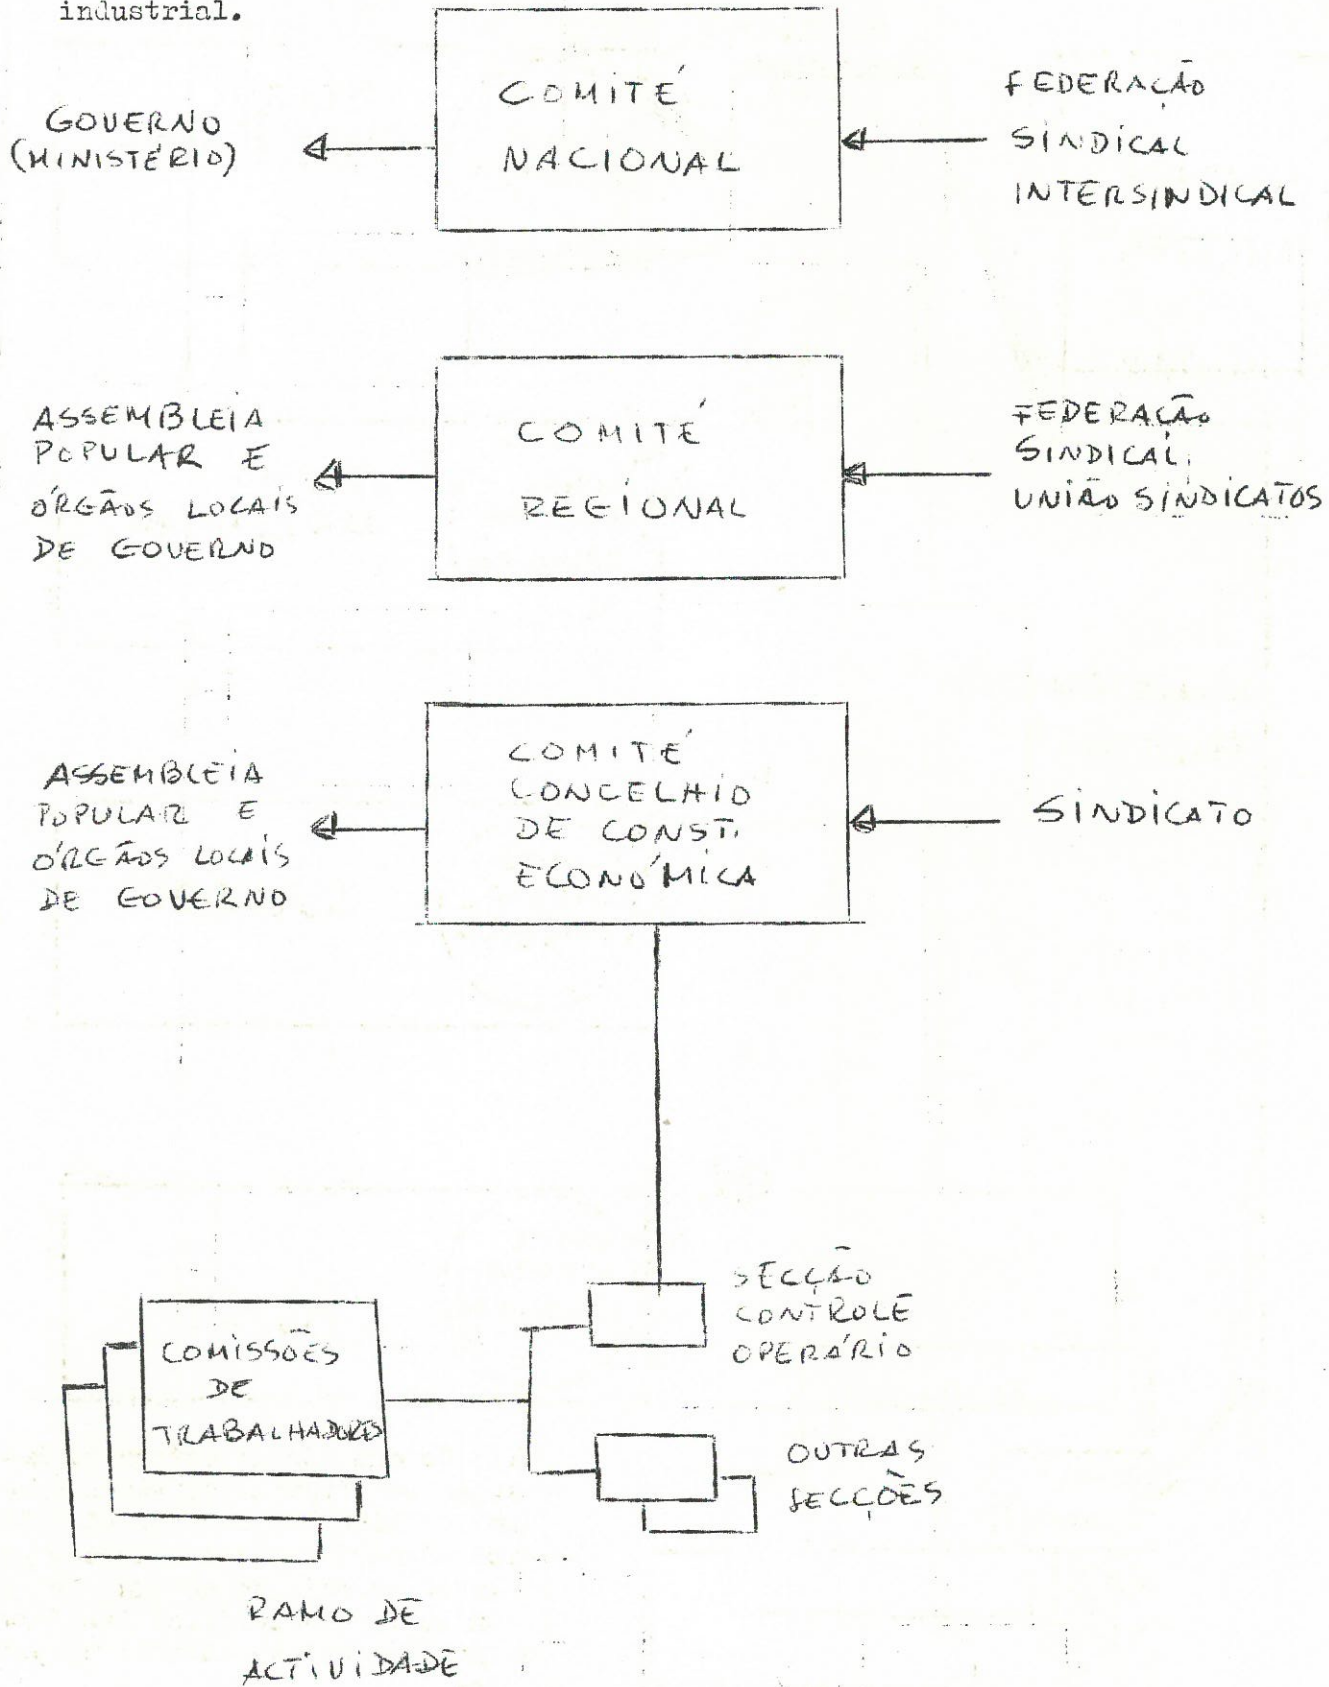 industrial.
GOVERNO
(MINISTÉRIO)
COMITÉ
NACIONAL
FEDERAÇÃO
SINDICAL
INTERSINDICAL
ASSEMBLEIA
POPULAR E
ÓRGÃOS LOCAIS
DE GOVERNO
COMITÉ
REGIONAL
FEDERAÇÃO
SINDICAL,
UNIÃO SINDICATOS
ASSEMBLEIA
POPULAR E
ÓRGÃOS LOCAIS
DE GOVERNO
COMITÉ
CONCELHIO
DE CONST.
ECONÓMICA
SINDICATO
SECÇÃO
CONTROLE
OPERÁRIO
COMISSÕES
DE
TRABALHADORES
OUTRAS
SECÇÕES
RAMO DE
ACTIVIDADE